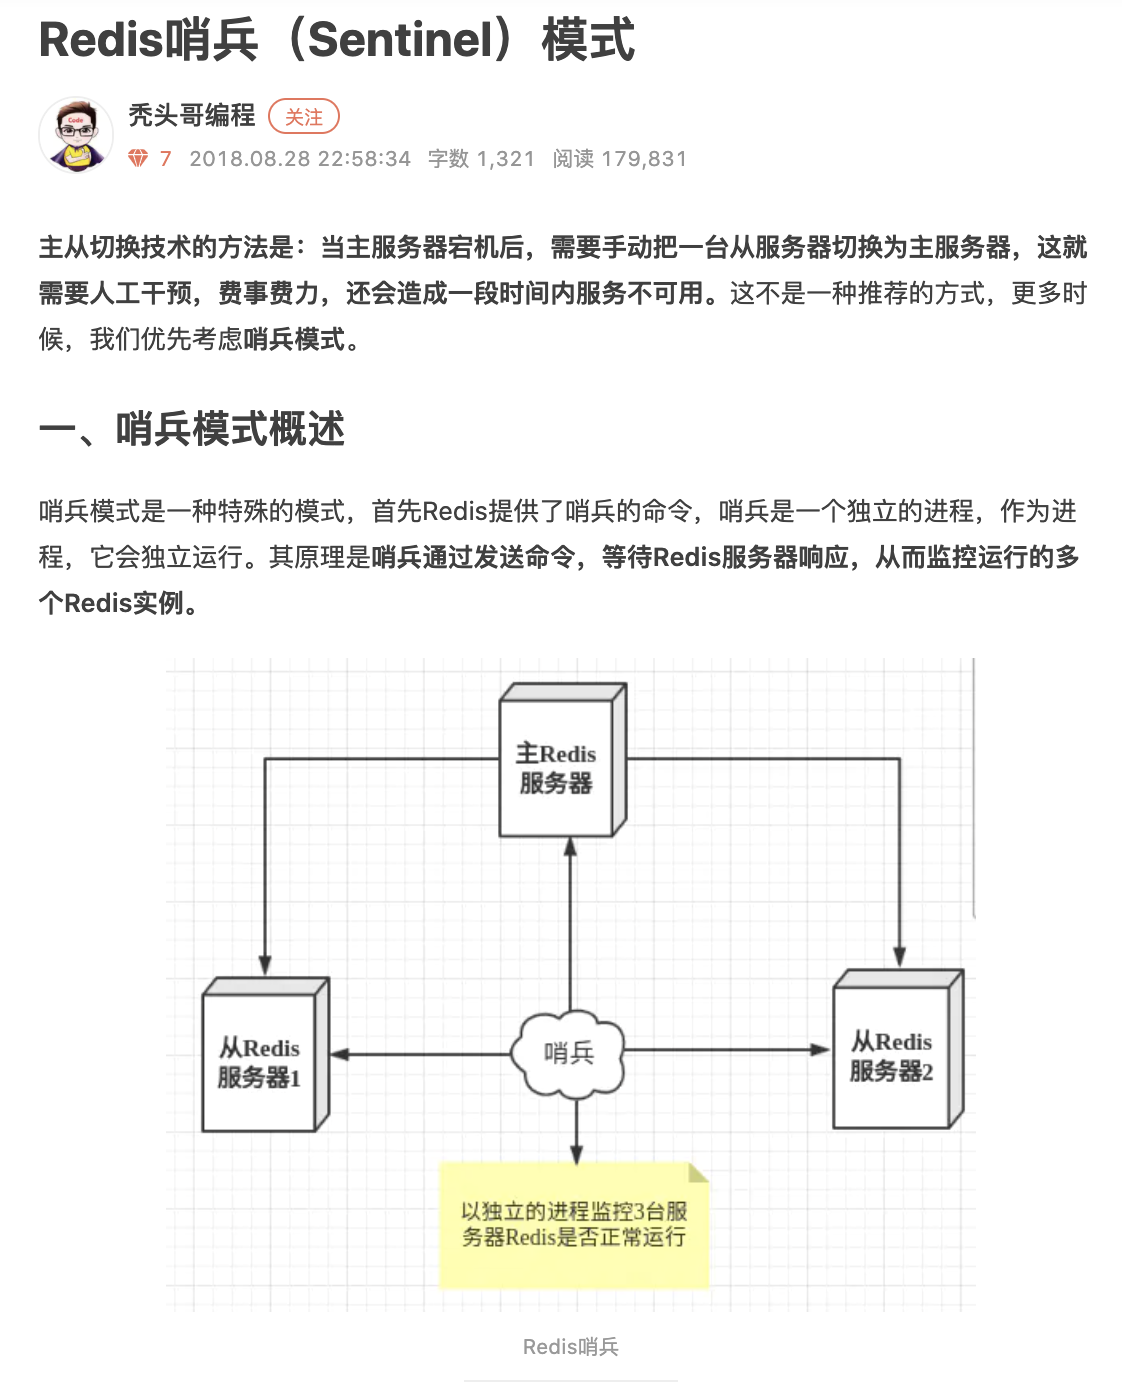 Redis哨兵（Sentinel）模式
Code
秃头哥编程 关注
7 2018.08.28 22:58:34 字数 1,321 阅读 179,831
主从切换技术的方法是：当主服务器宕机后，需要手动把一台从服务器切换为主服务器，这就
需要人工干预，费事费力，还会造成一段时间内服务不可用。这不是一种推荐的方式，更多时
候，我们优先考虑哨兵模式。
一、哨兵模式概述
哨兵模式是一种特殊的模式，首先Redis提供了哨兵的命令，哨兵是一个独立的进程，作为进
程，它会独立运行。其原理是哨兵通过发送命令，等待Redis服务器响应，从而监控运行的多
个Redis实例。
主Redis
服务器
从Redis
服务器1
哨兵
从Redis
服务器2
以独立的进程监控3台服
务器Redis是否正常运行
Redis哨兵